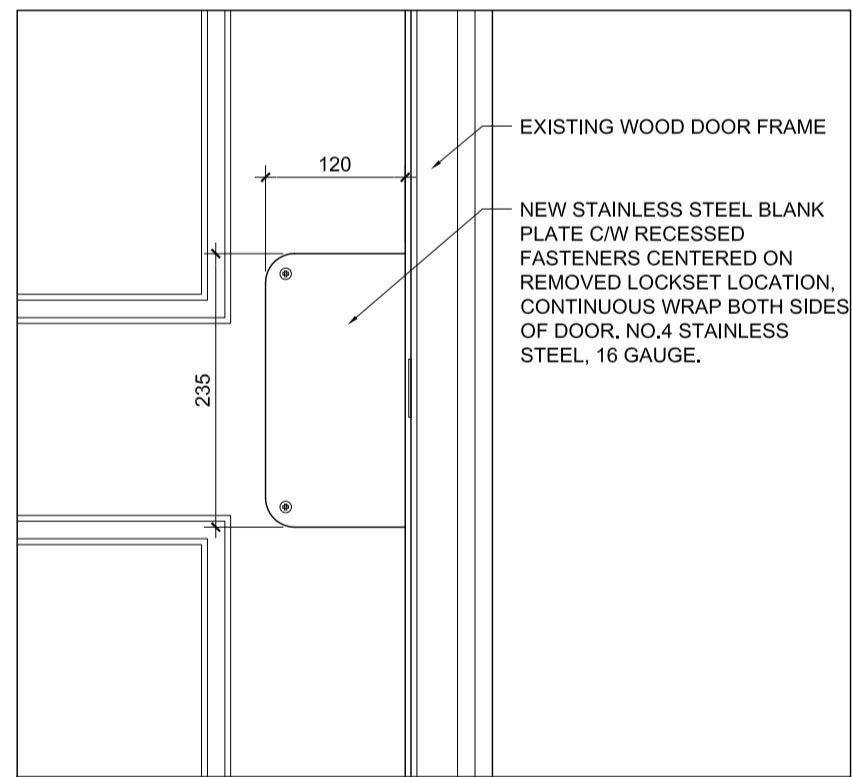 EXISTING WOOD DOOR FRAME
120
NEW STAINLESS STEEL BLANK
PLATE C/W RECESSED
FASTENERS CENTERED ON
REMOVED LOCKSET LOCATION,
CONTINUOUS WRAP BOTH SIDES
OF DOOR. NO.4 STAINLESS
STEEL, 16 GAUGE.
235